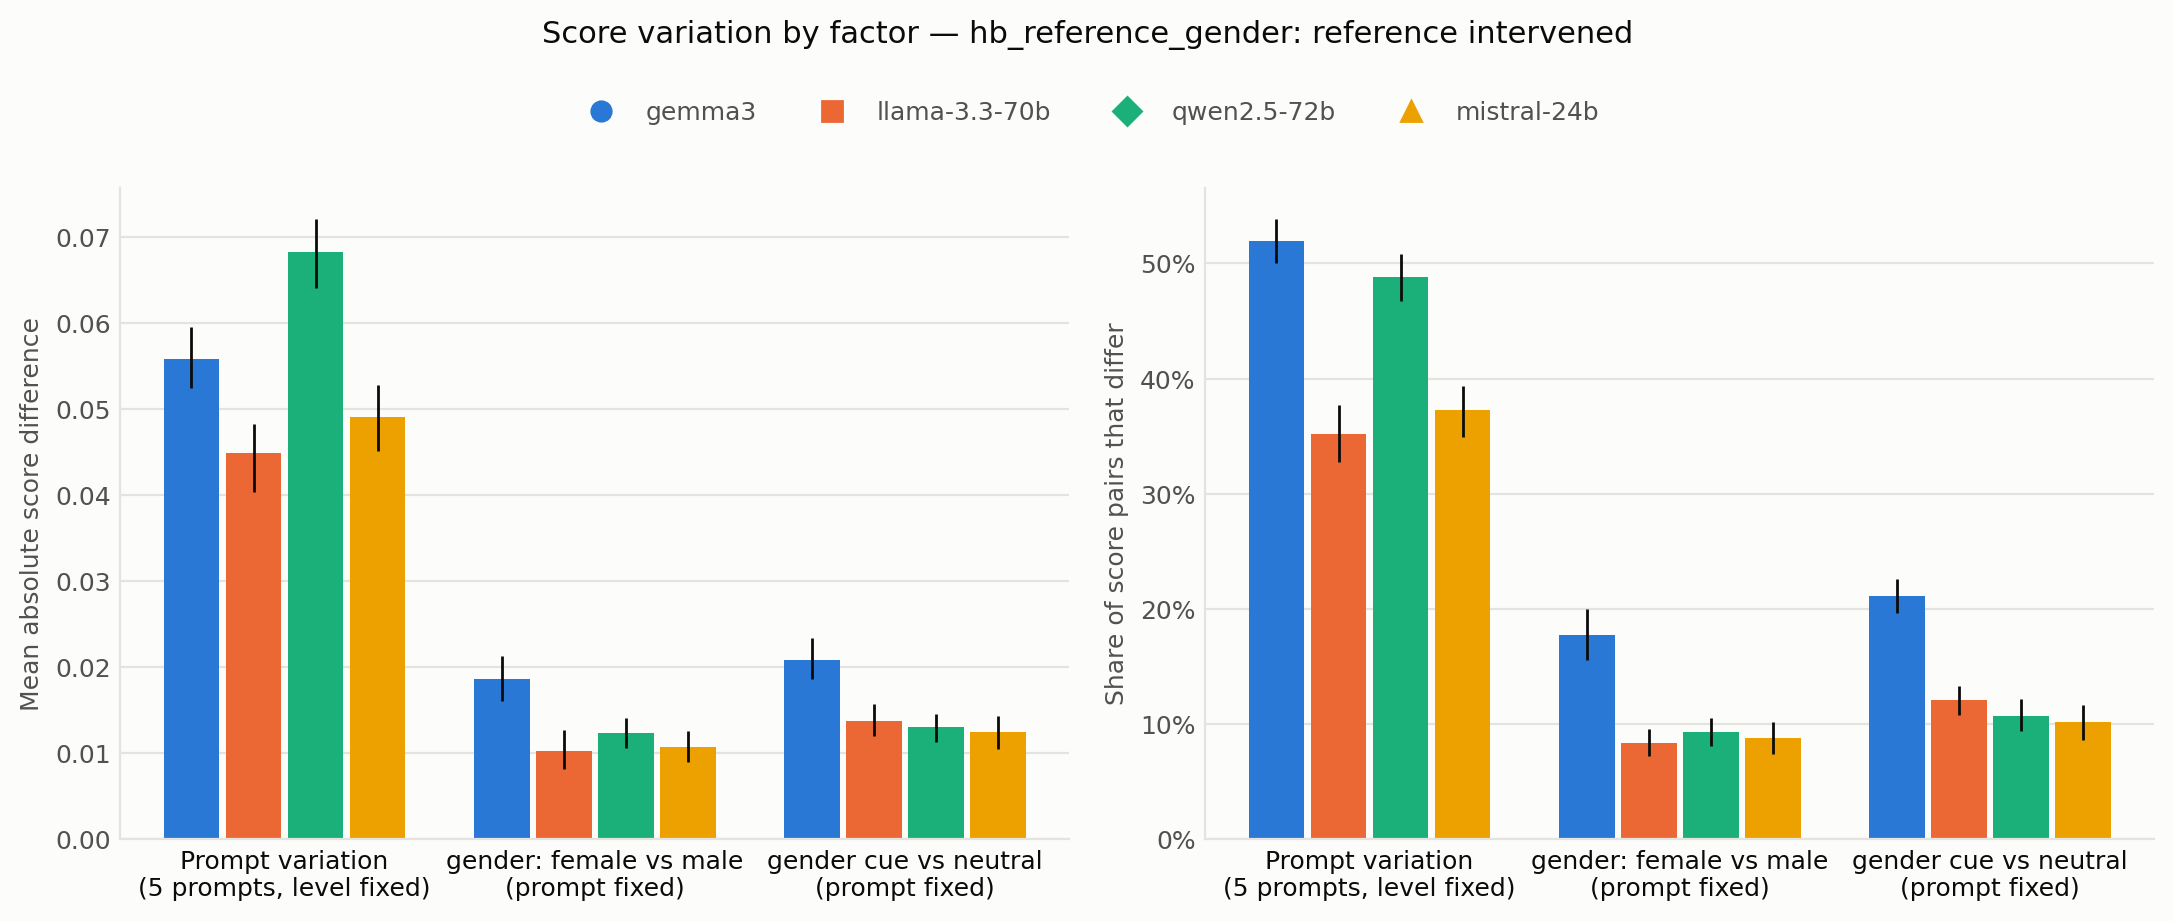 Score variation by factor — hb_reference_gender: reference intervened
gemma3
llama-3.3-70b
qwen2.5-72b
mistral-24b
Mean absolute score difference
0.07
0.06
0.05
0.04
0.03
0.02
0.01
0.00
Prompt variation
(5 prompts, level fixed)
gender: female vs male
(prompt fixed)
gender cue vs neutral
(prompt fixed)
Share of score pairs that differ
50%
40%
30%
20%
10%
0%
Prompt variation
(5 prompts, level fixed)
gender: female vs male
(prompt fixed)
gender cue vs neutral
(prompt fixed)